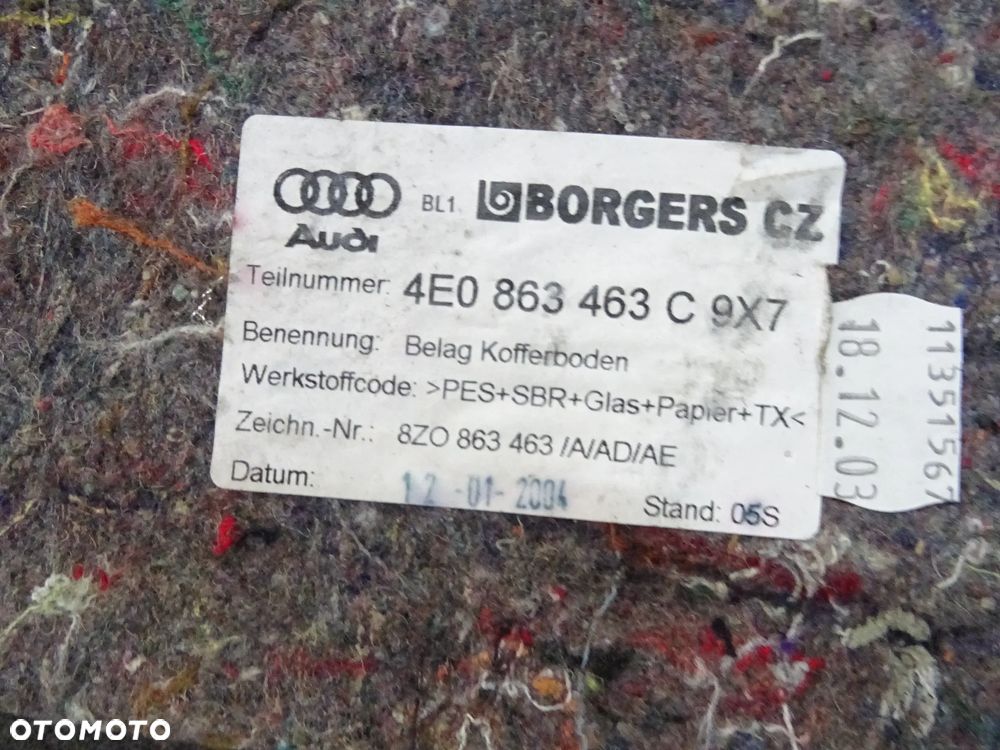 Audi
BL1
BORGERS CZ
Teilnummer: 4E0 863 463 C 9X7
Benennung: Belag Kofferboden
Werkstoffcode: >PES+SBR+Glas+Papier+TX<
Zeichn.-Nr.: 8ZO 863 463 /A/AD/AE
Datum: 12-01-2004
Stand: 05S
11351567
18.12.03
OTOMOTO